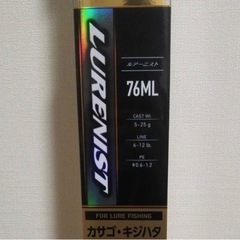 LURENIST
ルアーニスト
76ML
CAST Wt.
5-25 g
LINE
6-12 lb.
PE
#0.6-1.2
FOR LURE FISHING
カサゴ・キジハタ